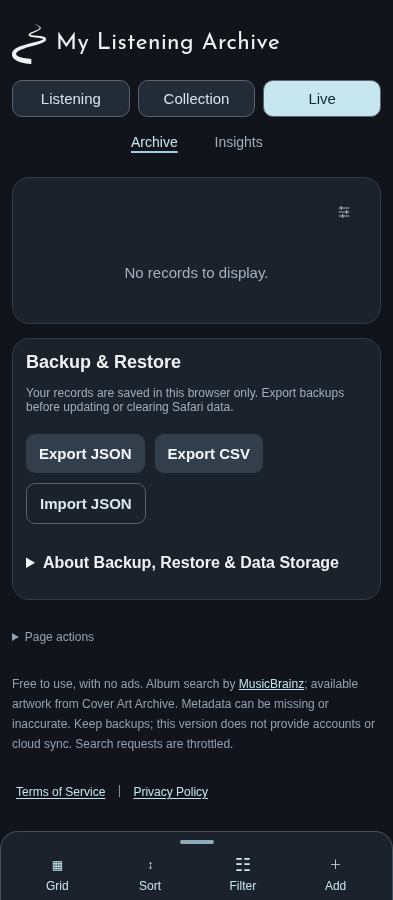 My Listening Archive
Listening
Collection
Live
Archive
Insights
No records to display.
Backup & Restore
Your records are saved in this browser only. Export backups
before updating or clearing Safari data.
Export JSON
Export CSV
Import JSON
About Backup, Restore & Data Storage
Page actions
Free to use, with no ads. Album search by MusicBrainz; available
artwork from Cover Art Archive. Metadata can be missing or
inaccurate. Keep backups; this version does not provide accounts or
cloud sync. Search requests are throttled.
Terms of Service
Privacy Policy
Grid
Sort
Filter
Add